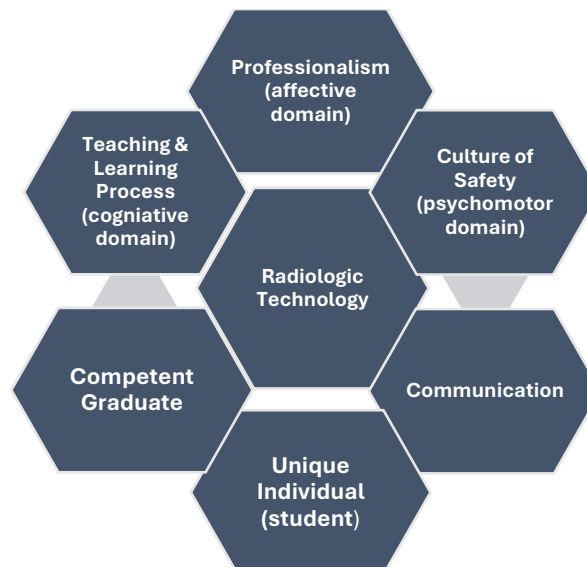 Professionalism
(affective
domain)
Teaching &
Learning
Process
(cogniative
domain)
Culture of
Safety
(psychomotor
domain)
Radiologic
Technology
Competent
Graduate
Communication
Unique
Individual
(student)